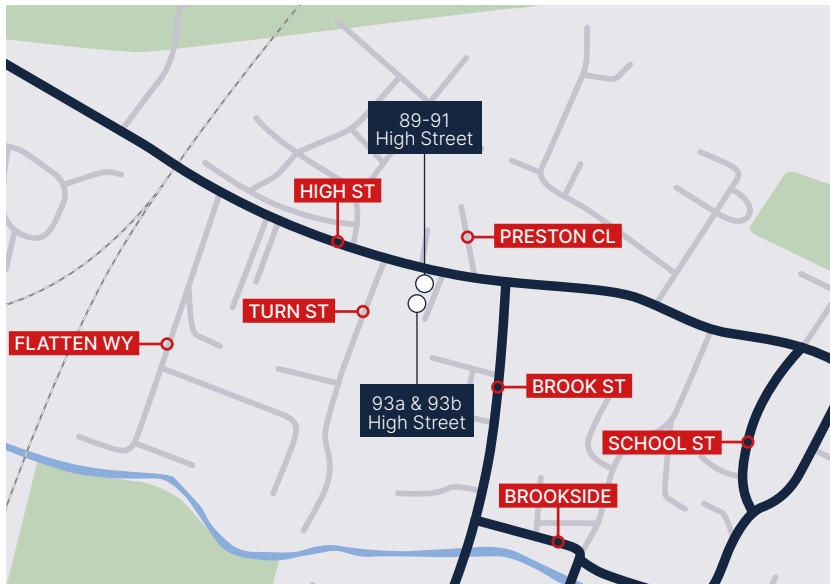 89-91
High Street
HIGH ST
PRESTON CL
TURN ST
FLATTEN WY
93a & 93b
High Street
BROOK ST
SCHOOL ST
BROOKSIDE